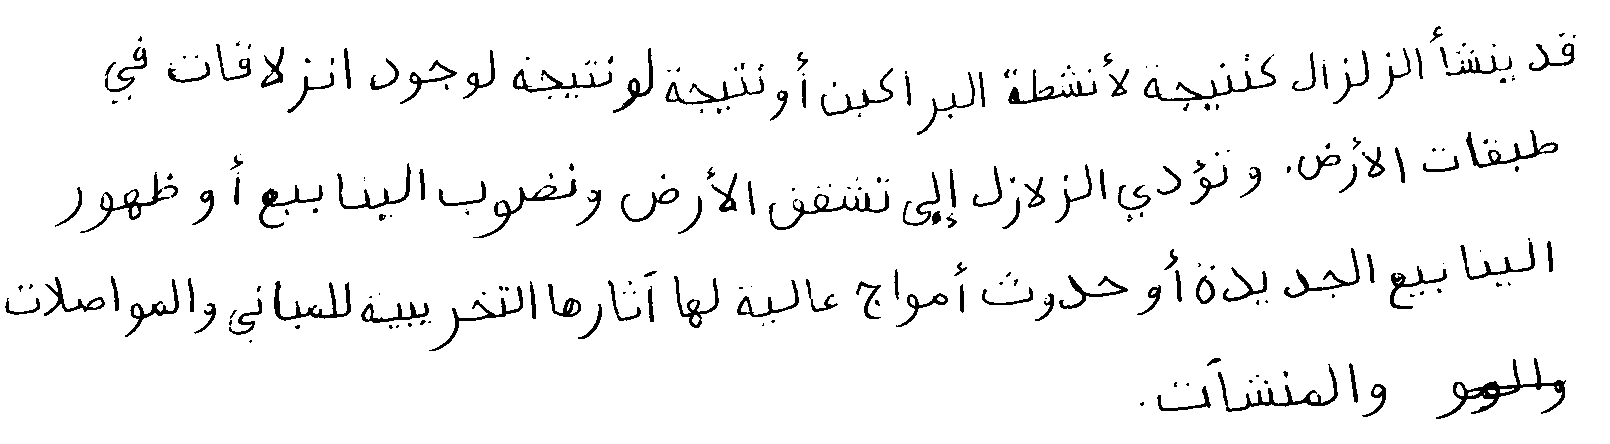 قد ينشأ الزلزال كنتيجة لأنشطة البراكين أو نتيجة لو نتيجة لوجود انزلاقات في
طبقات الأرض. وتؤدي الزلازل إلى تشقق الأرض ونضوب الينابيع أو ظهور
الينابيع الجديدة أو حدوث أمواج عالية لها آثارها التخريبية للمباني والمواصلات
والمنشآت.